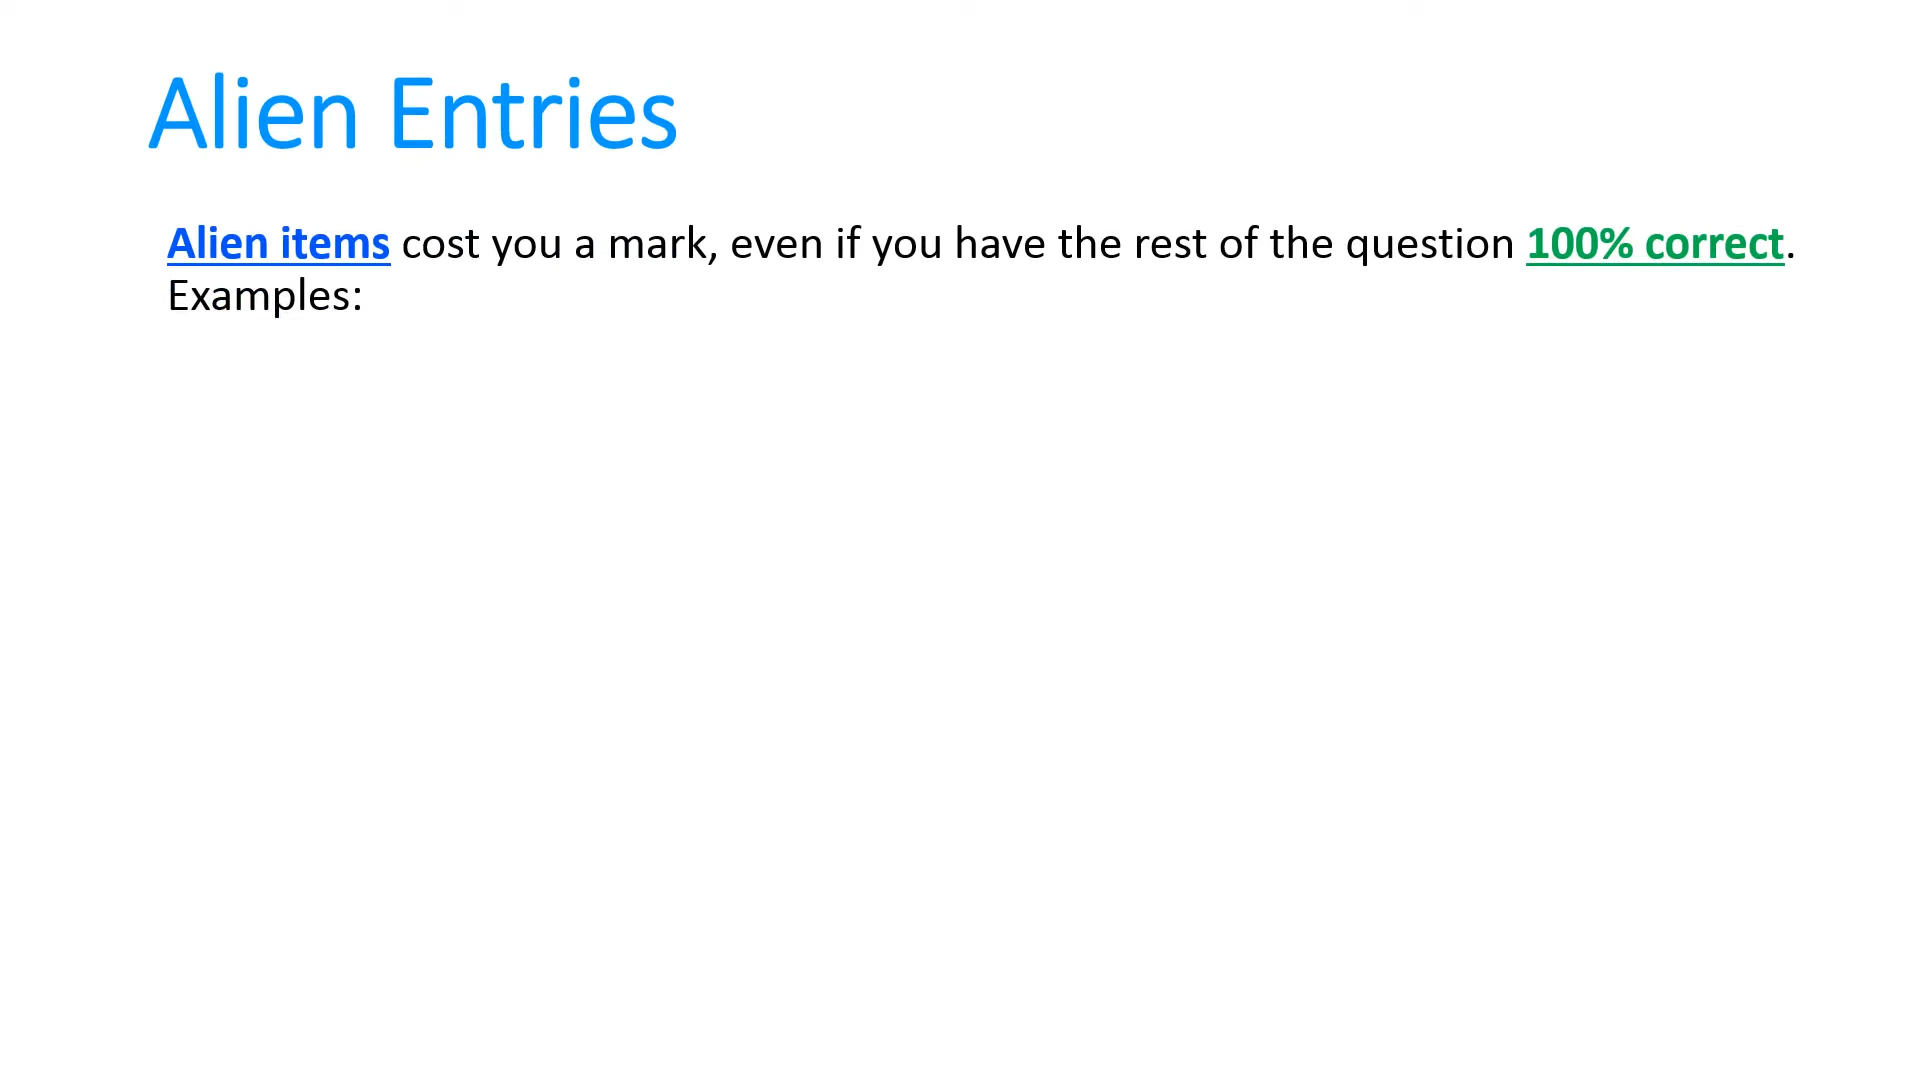 Alien Entries
Alien items cost you a mark, even if you have the rest of the question 100% correct.
Examples: